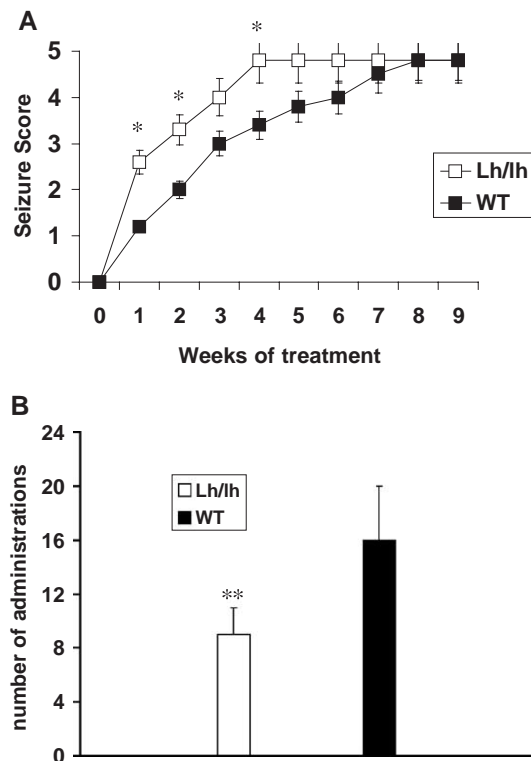 A
Seizure Score
5
4
3
2
1
0
*
*
*
0 1 2 3 4 5 6 7 8 9
Weeks of treatment
Lh/lh
WT
B
number of administrations
24
20
16
12
8
4
0
Lh/lh
WT
**